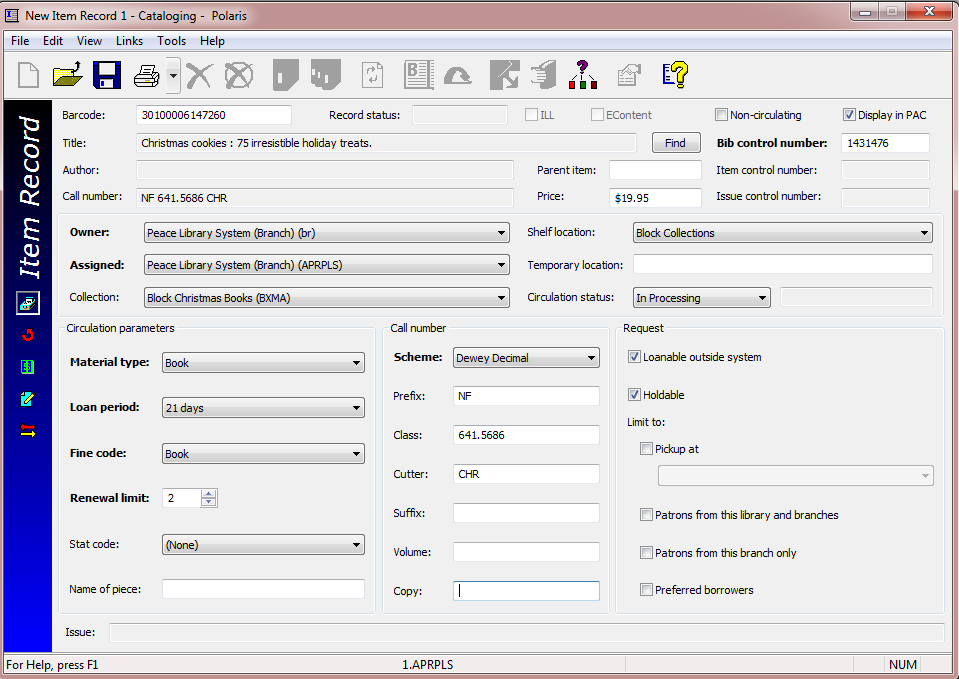 New Item Record 1 - Cataloging - Polaris
File Edit View Links Tools Help
Item Record
Barcode: 30100006147260 Record status: ILL EContent Non-circulating Display in PAC
Title: Christmas cookies : 75 irresistible holiday treats. Find Bib control number: 1431476
Author: Parent item: Item control number:
Call number: NF 641.5686 CHR Price: $19.95 Issue control number:
Owner: Peace Library System (Branch) (br) Shelf location: Block Collections
Assigned: Peace Library System (Branch) (APRPLS) Temporary location:
Collection: Block Christmas Books (BXMA) Circulation status: In Processing
Circulation parameters
Material type: Book
Loan period: 21 days
Fine code: Book
Renewal limit: 2
Stat code: (None)
Name of piece:
Call number
Scheme: Dewey Decimal
Prefix: NF
Class: 641.5686
Cutter: CHR
Suffix:
Volume:
Copy:
Request
Loanable outside system
Holdable
Limit to:
Pickup at
Patrons from this library and branches
Patrons from this branch only
Preferred borrowers
Issue:
For Help, press F1 1.APRPLS NUM